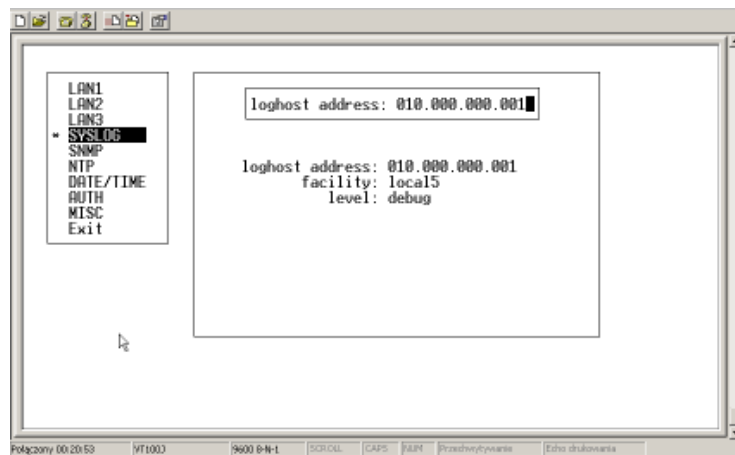 LAN1
LAN2
LAN3
* SYSLOG
SNMP
NTP
DATE/TIME
AUTH
MISC
Exit
loghost address: 010.000.000.001
loghost address: 010.000.000.001
facility: local5
level: debug
Połączony 00:20:53 VT100J 9600 8-N-1 SCROLL CAPS NUM Przechwytywanie Echo drukowania